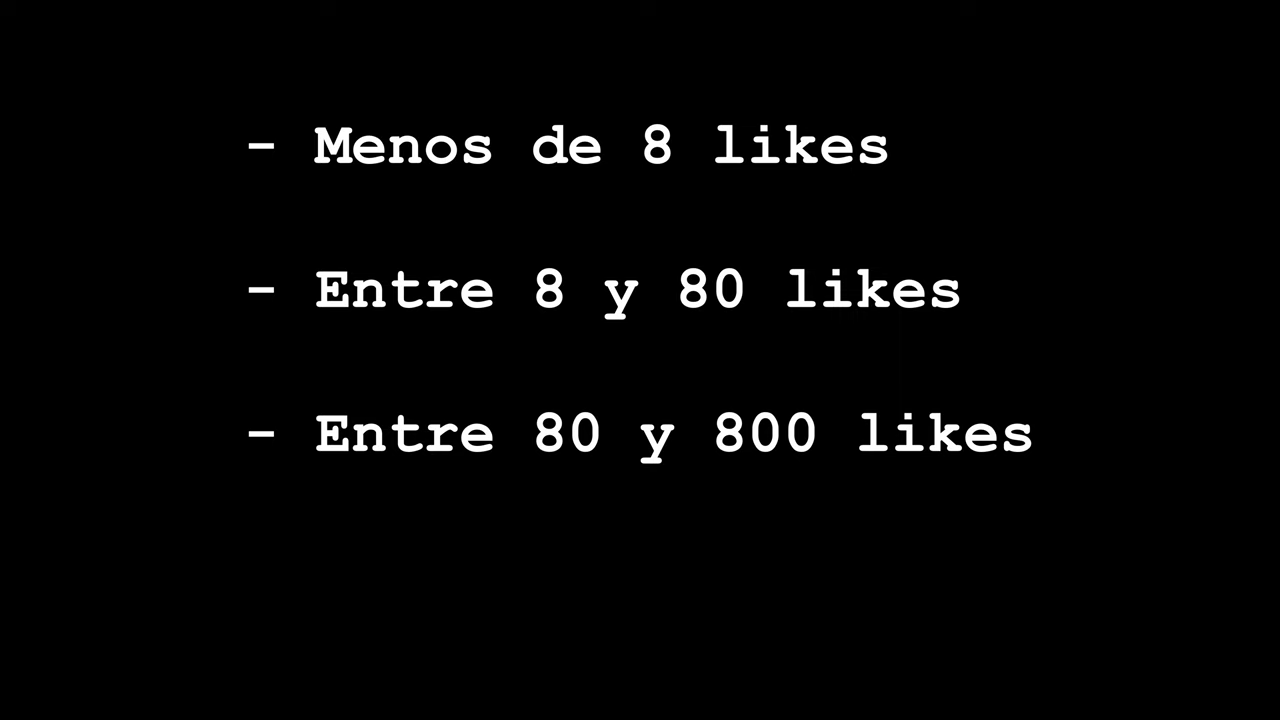 - Menos de 8 likes
- Entre 8 y 80 likes
- Entre 80 y 800 likes